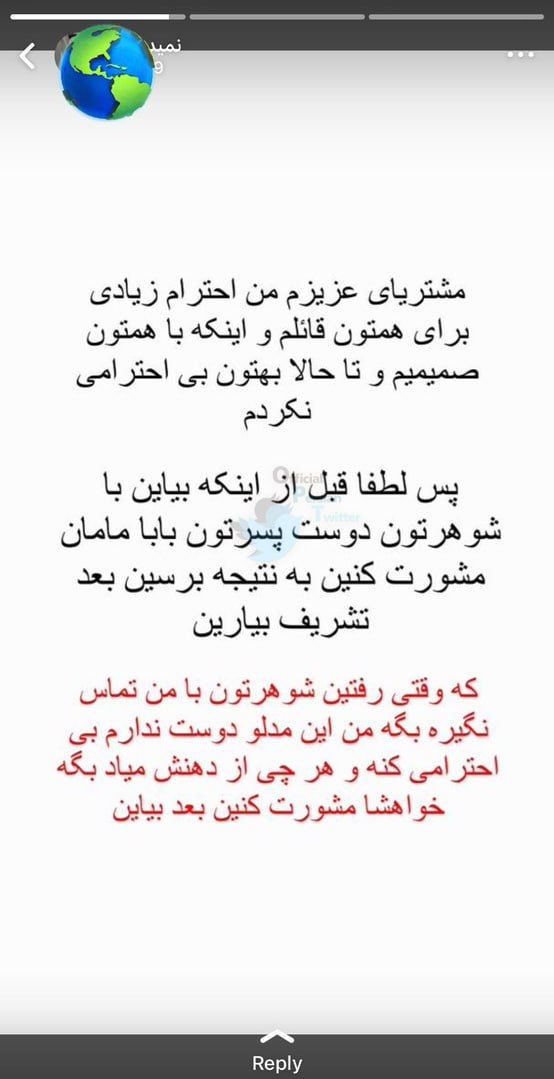 نمید
و
مشتریای عزیزم من احترام زیادی
برای همتون قائلم و اینکه با همتون
صمیمیم و تا حالا بهتون بی احترامی
نکردم
پس لطفا قبل از اینکه بیاین با
شوهرتون دوست پسرتون بابا مامان
مشورت کنین به نتیجه برسین بعد
تشریف بیارین
Official
Persian
Twitter
که وقتی رفتین شوهرتون با من تماس
نگیره بگه من این مدلو دوست ندارم بی
احترامی کنه و هر چی از دهنش میاد بگه
خواهشا مشورت کنین بعد بیاین
Reply